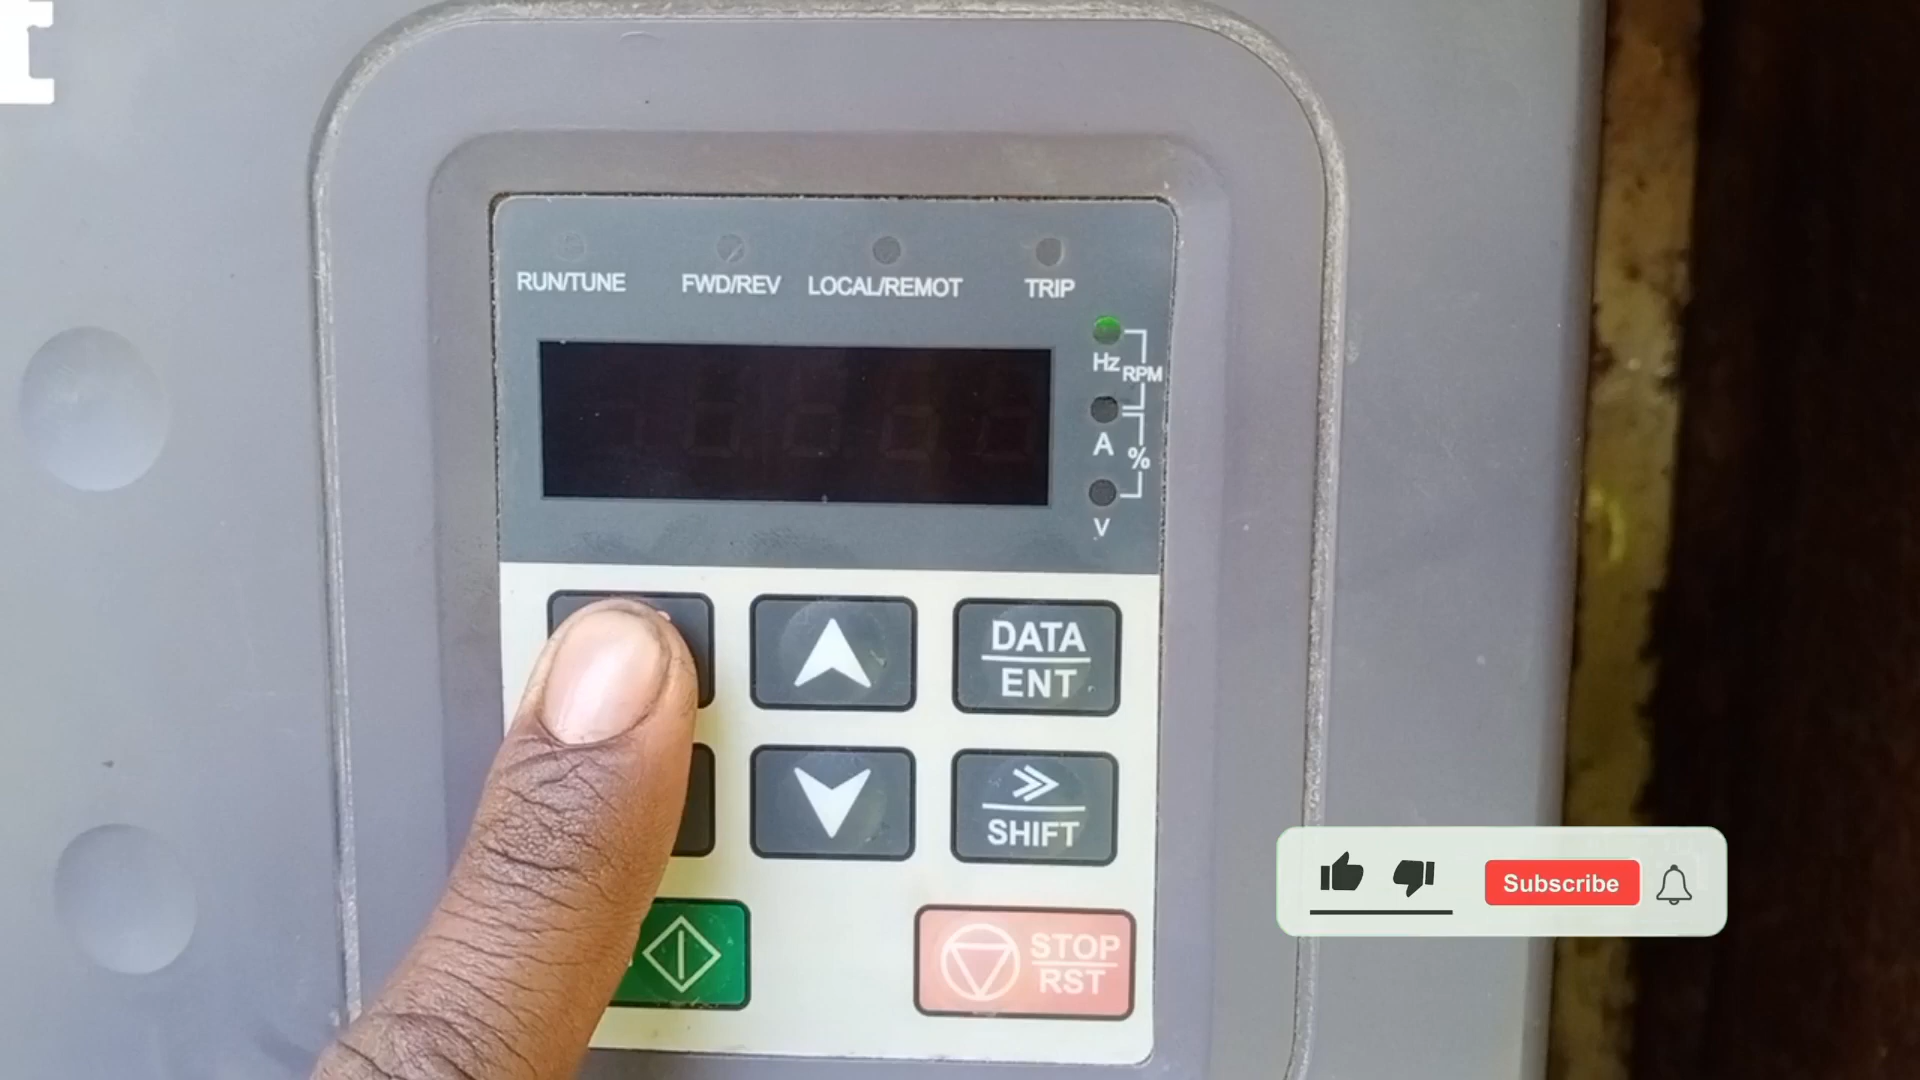 RUN/TUNE FWD/REV LOCAL/REMOT TRIP
Hz RPM
A %
V
DATA
ENT
SHIFT
STOP
RST
Subscribe